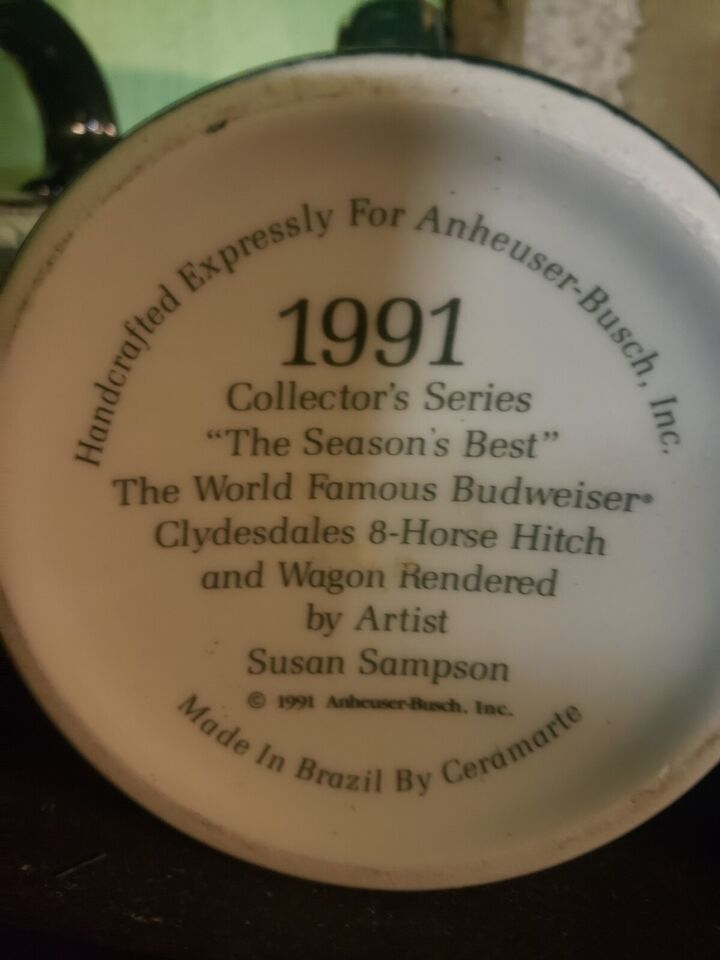 Handcrafted Expressly For Anheuser-Busch, Inc.
1991
Collector's Series
“The Season's Best”
The World Famous Budweiser®
Clydesdales 8-Horse Hitch
and Wagon Rendered
by Artist
Susan Sampson
© 1991 Anheuser-Busch, Inc.
Made In Brazil By Ceramarte